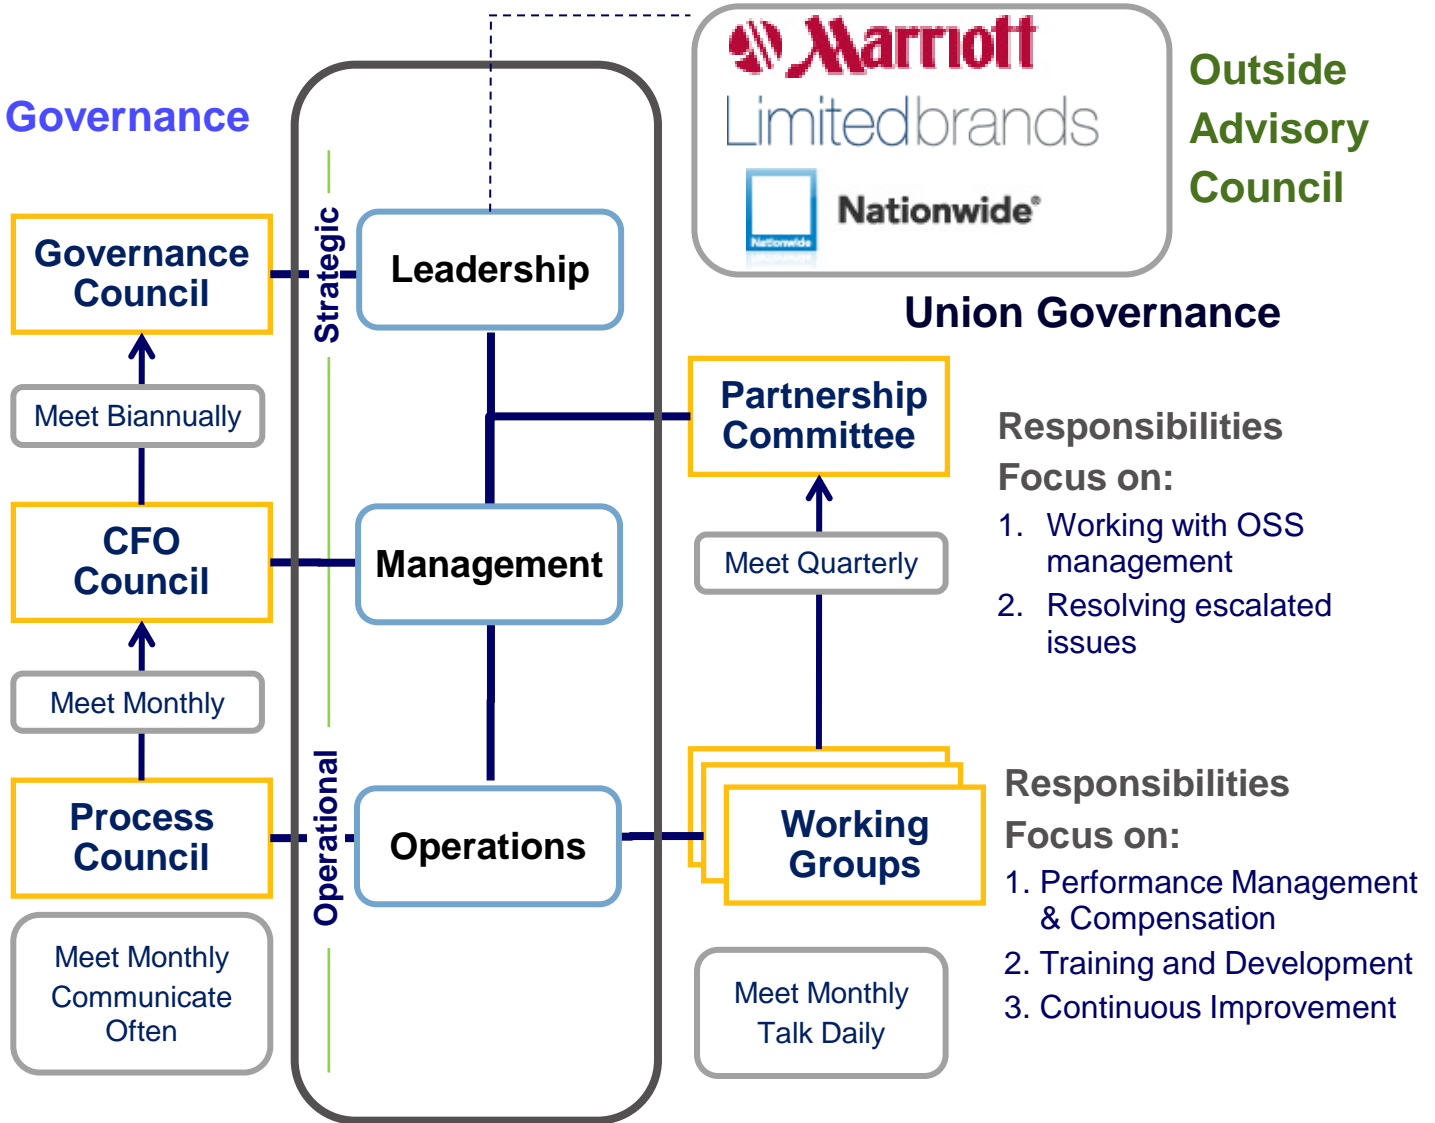 Governance
Governance
Council
Meet Biannually
CFO
Council
Meet Monthly
Process
Council
Meet Monthly
Communicate
Often
Strategic
Operational
Leadership
Management
Operations
Marriott
Limitedbrands
Nationwide
Nationwide®
Outside
Advisory
Council
Union Governance
Partnership
Committee
Meet Quarterly
Working
Groups
Meet Monthly
Talk Daily
Responsibilities
Focus on:
1. Working with OSS
management
2. Resolving escalated
issues
Responsibilities
Focus on:
1. Performance Management
& Compensation
2. Training and Development
3. Continuous Improvement